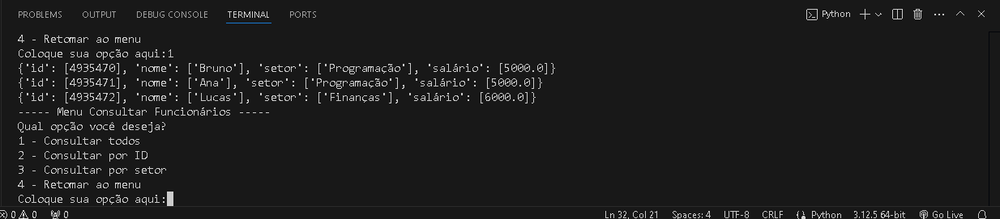 PROBLEMS OUTPUT DEBUG CONSOLE TERMINAL PORTS Python
4 - Retomar ao menu
Coloque sua opção aqui:1
{'id': [4935470], 'nome': ['Bruno'], 'setor': ['Programação'], 'salário': [5000.0]}
{'id': [4935471], 'nome': ['Ana'], 'setor': ['Programação'], 'salário': [5000.0]}
{'id': [4935472], 'nome': ['Lucas'], 'setor': ['Finanças'], 'salário': [6000.0]}
----- Menu Consultar Funcionários -----
Qual opção você deseja?
1 - Consultar todos
2 - Consultar por ID
3 - Consultar por setor
4 - Retomar ao menu
Coloque sua opção aqui:
0 0 0 Ln 32, Col 21 Spaces: 4 UTF-8 CRLF Python 3.12.5 64-bit Go Live